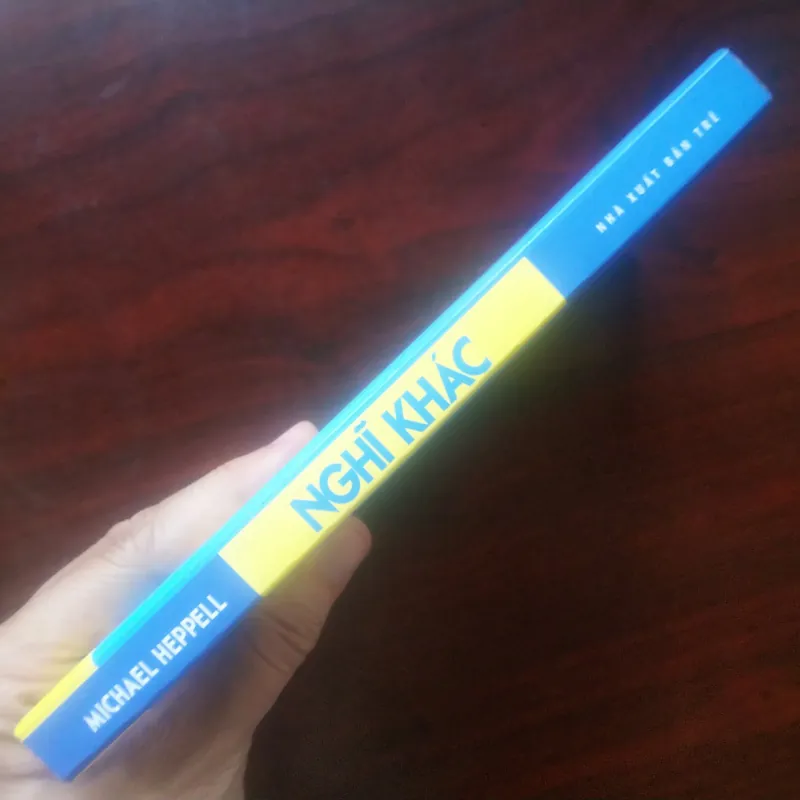 MICHAEL HEPPELL
NGHĨ KHÁC
NHÀ XUẤT BẢN TRẺ